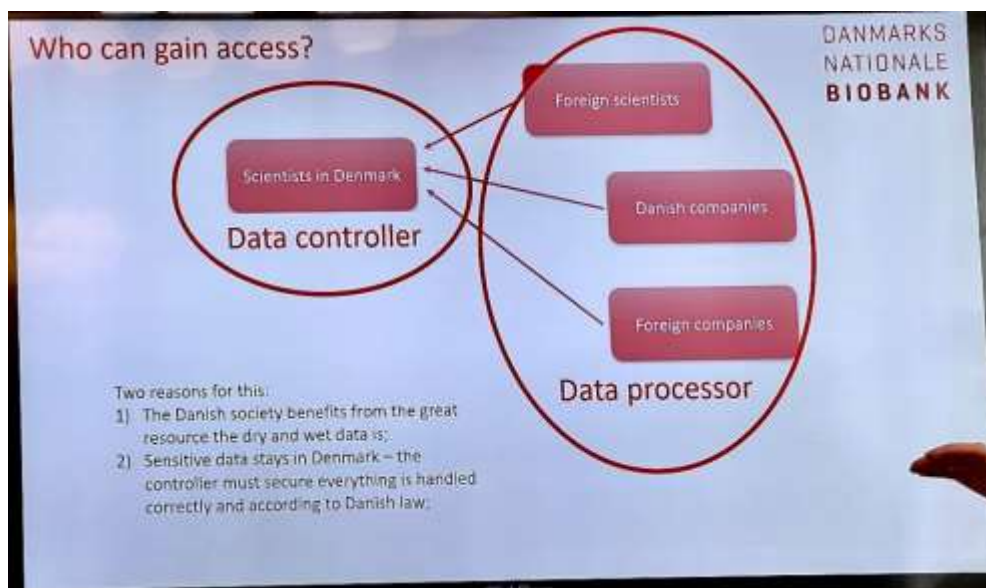 Who can gain access?
DANMARKS
NATIONALE
BIOBANK
Foreign scientists
Scientists in Denmark
Danish companies
Data controller
Foreign companies
Data processor
Two reasons for this:
1) The Danish society benefits from the great
resource the dry and wet data is;
2) Sensitive data stays in Denmark – the
controller must secure everything is handled
correctly and according to Danish law;